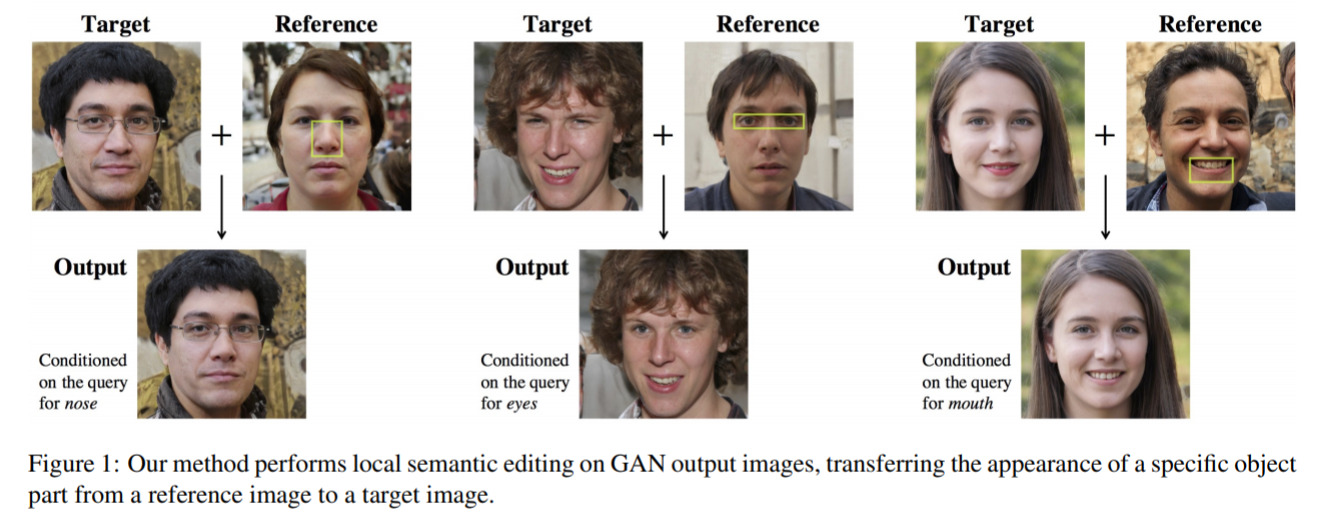 Target
Reference
Target
Reference
Target
Reference
+
+
+
Output
Output
Output
Conditioned
on the query
for nose
Conditioned
on the query
for eyes
Conditioned
on the query
for mouth
Figure 1: Our method performs local semantic editing on GAN output images, transferring the appearance of a specific object
part from a reference image to a target image.